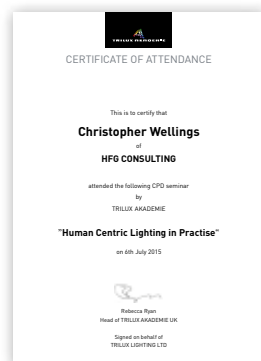 TRILUX AKADEMIE
CERTIFICATE OF ATTENDANCE
This is to certify that
Christopher Wellings
of
HFG CONSULTING
attended the following CPD seminar
by
TRILUX AKADEMIE
"Human Centric Lighting in Practise"
on 6th July 2015
Rebecca Ryan
Head of TRILUX AKADEMIE UK
Signed on behalf of
TRILUX LIGHTING LTD